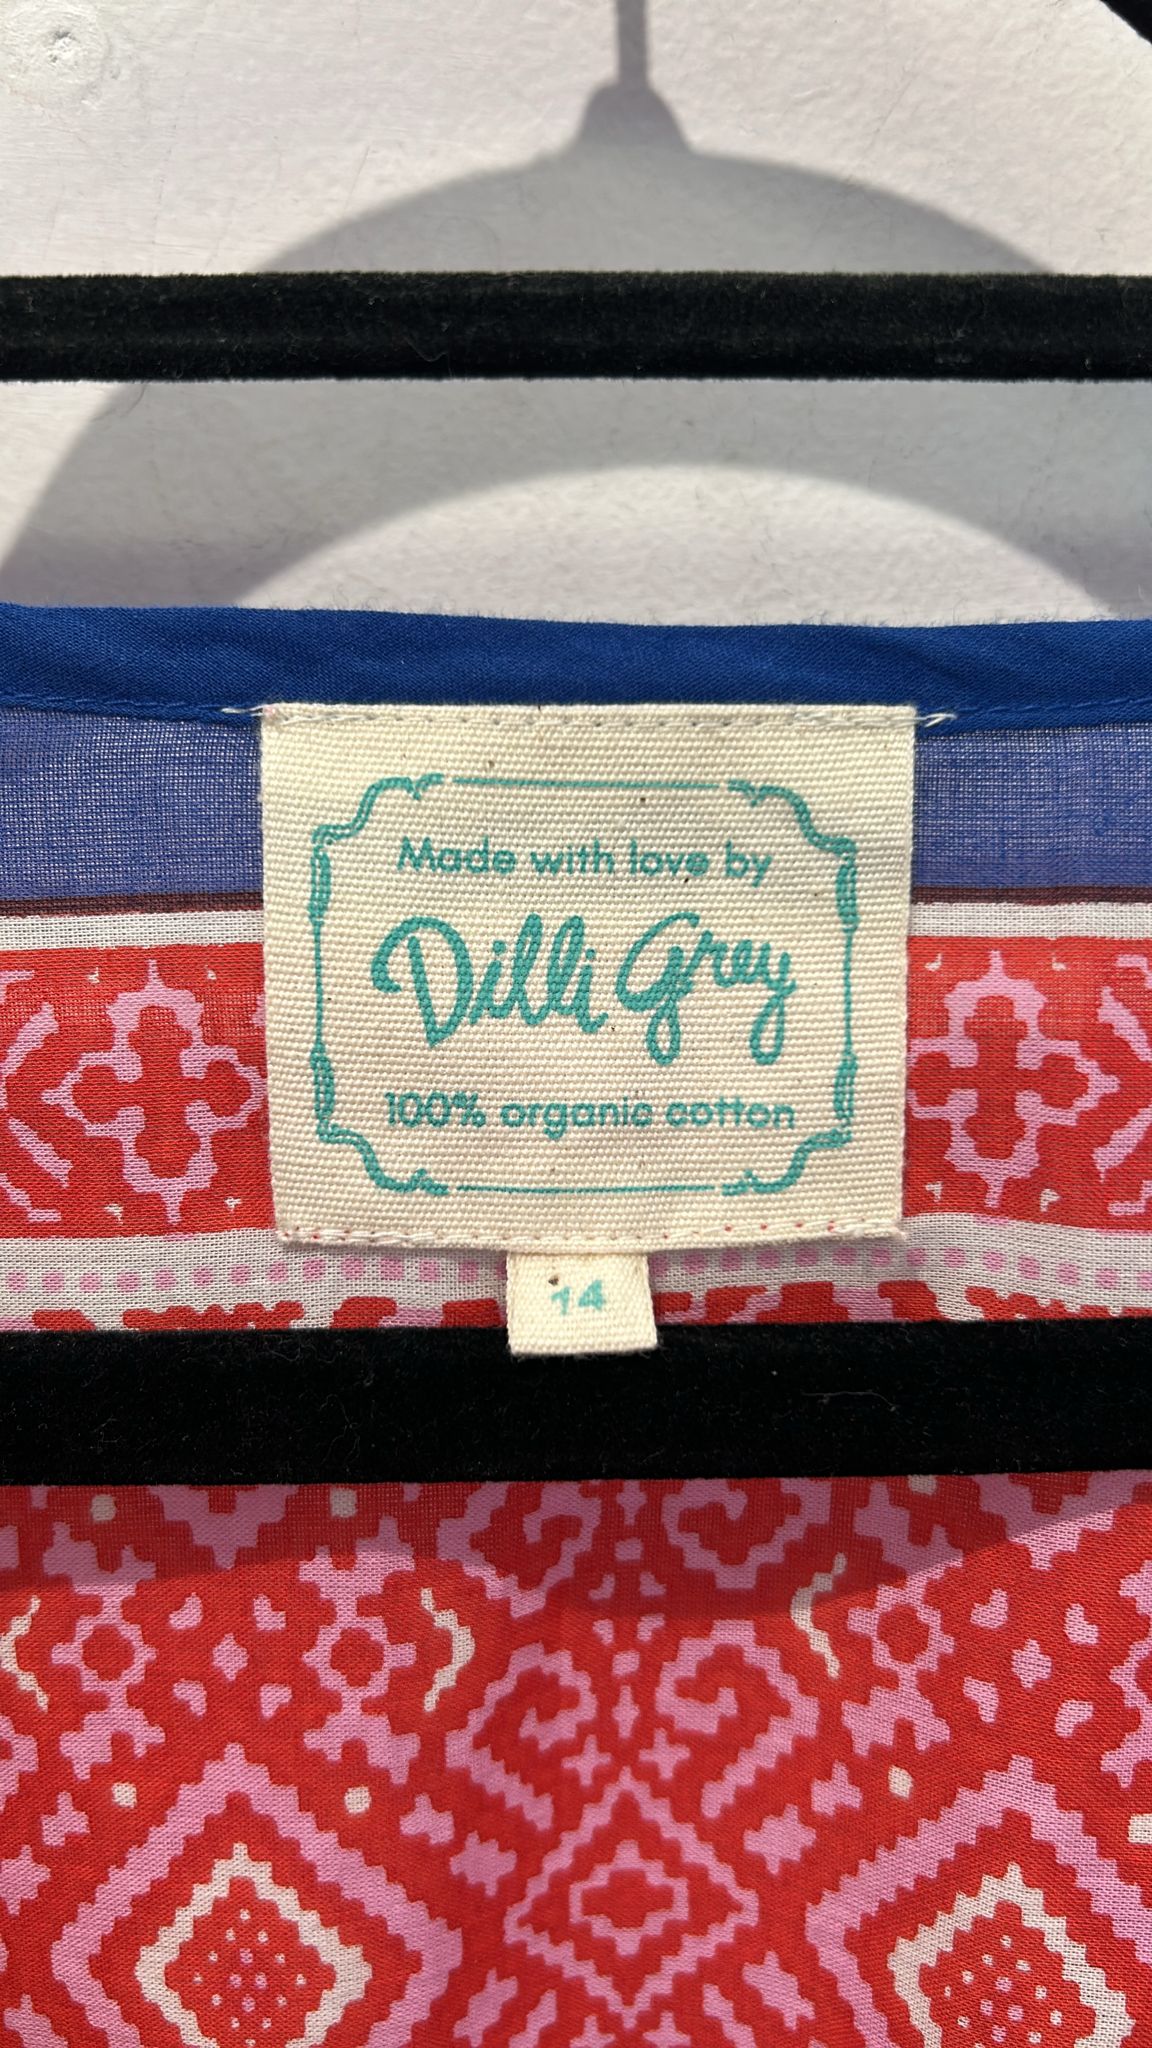 Made with love by
Dilli Grey
100% organic cotton
14